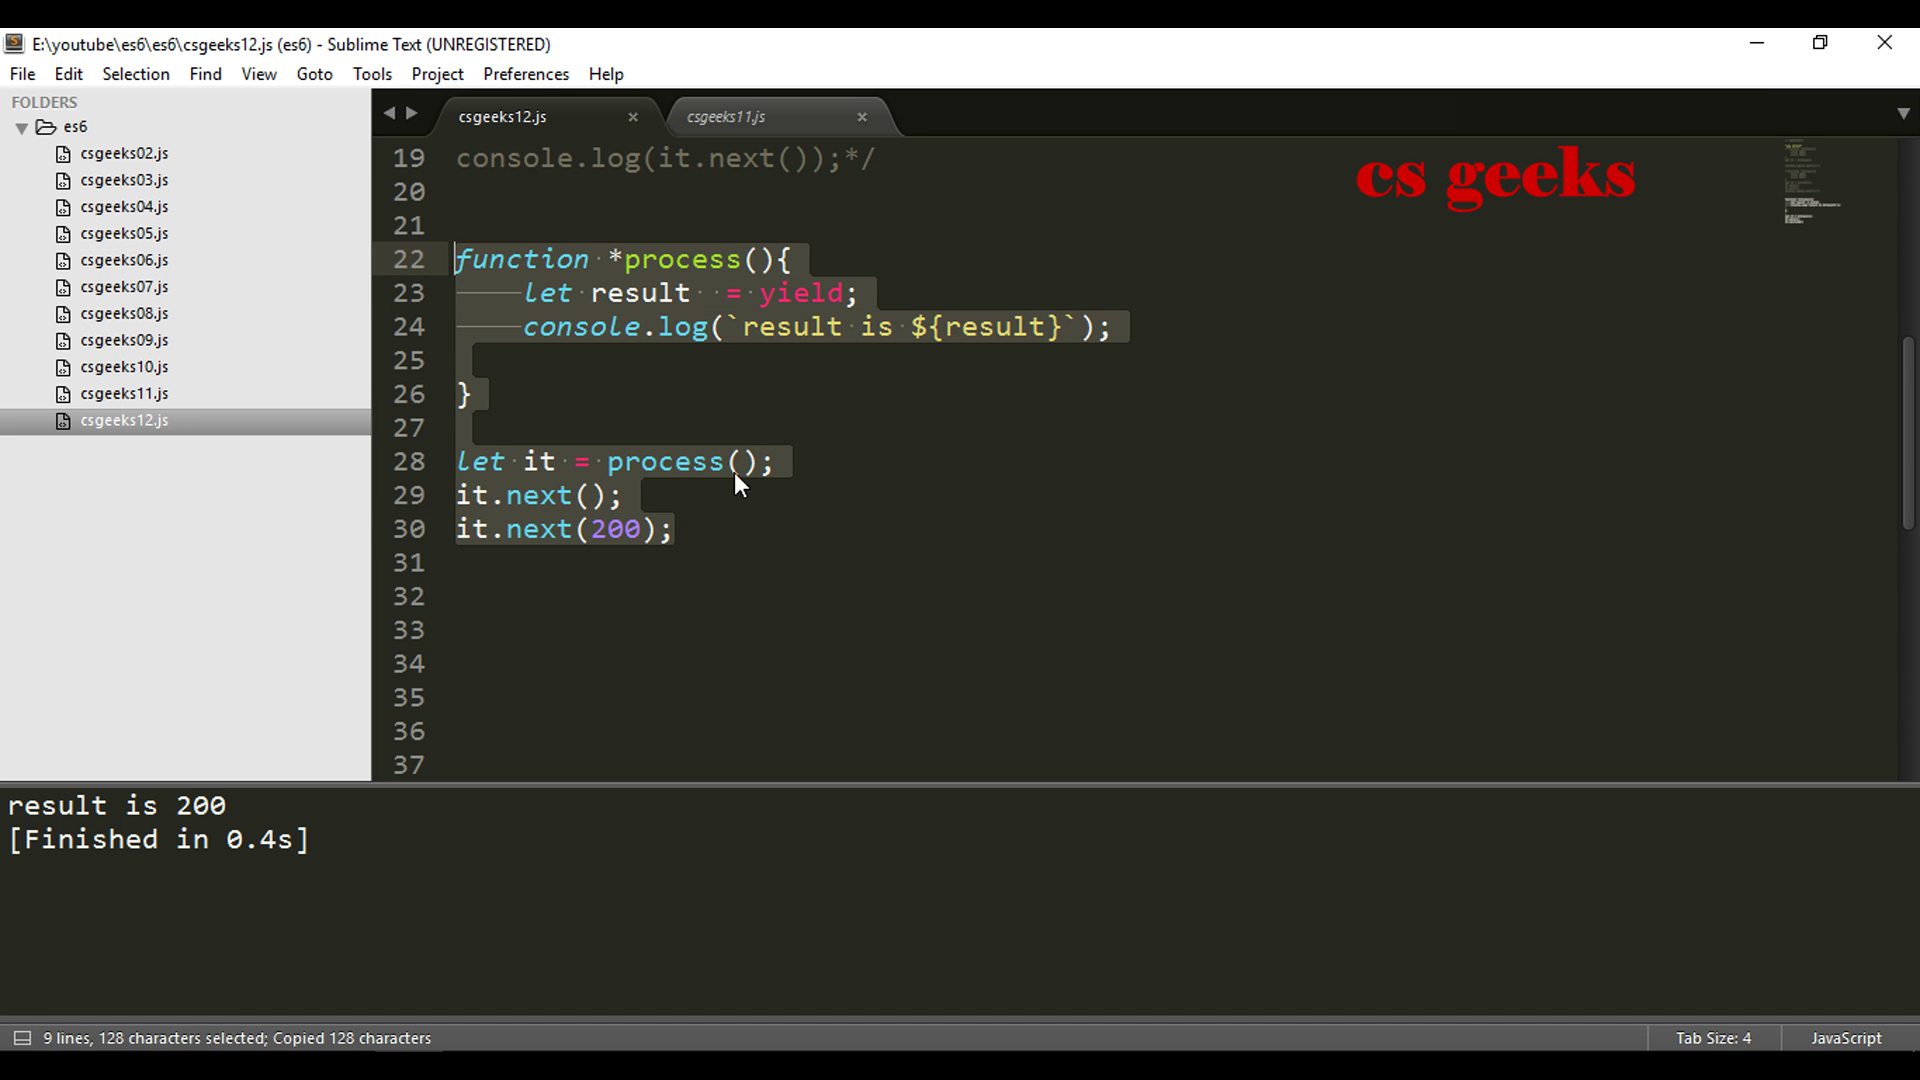 E:\youtube\es6\es6\csgeeks12.js (es6) - Sublime Text (UNREGISTERED)
File Edit Selection Find View Goto Tools Project Preferences Help
FOLDERS
es6
csgeeks02.js
csgeeks03.js
csgeeks04.js
csgeeks05.js
csgeeks06.js
csgeeks07.js
csgeeks08.js
csgeeks09.js
csgeeks10.js
csgeeks11.js
csgeeks12.js
csgeeks12.js csgeeks11.js
cs geeks
19 console.log(it.next());*/
20
21
22 function *process(){
23 let result  = yield;
24 console.log(`result is ${result}`);
25
26 }
27
28 let it = process();
29 it.next();
30 it.next(200);
31
32
33
34
35
36
37
result is 200
[Finished in 0.4s]
9 lines, 128 characters selected; Copied 128 characters Tab Size: 4 JavaScript